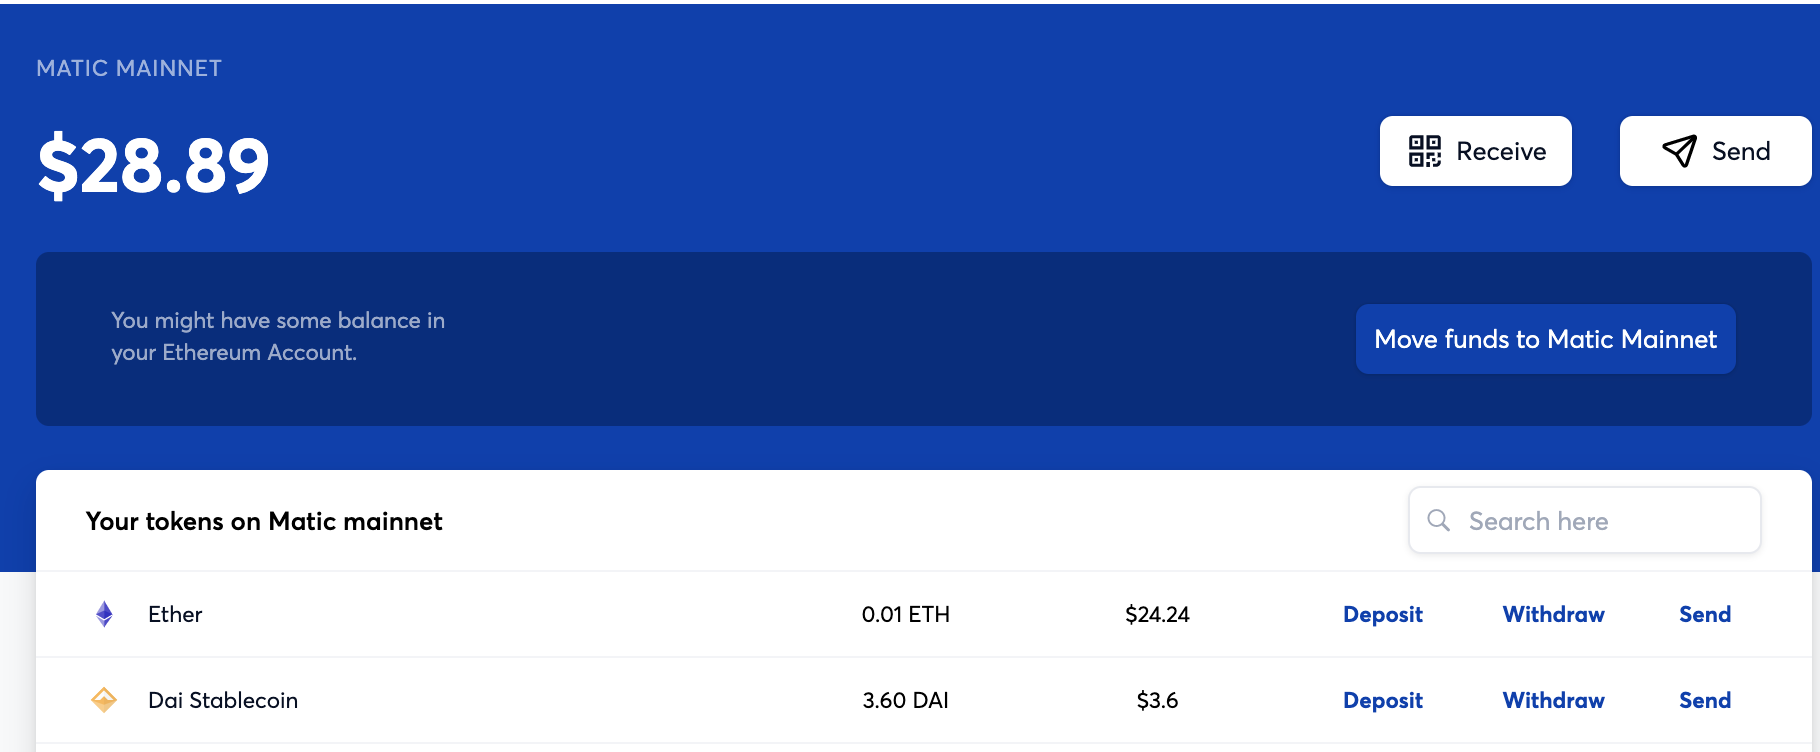 MATIC MAINNET
$28.89
Receive
Send
You might have some balance in
your Ethereum Account.
Move funds to Matic Mainnet
Your tokens on Matic mainnet
Search here
Ether 0.01 ETH $24.24 Deposit Withdraw Send
Dai Stablecoin 3.60 DAI $3.6 Deposit Withdraw Send